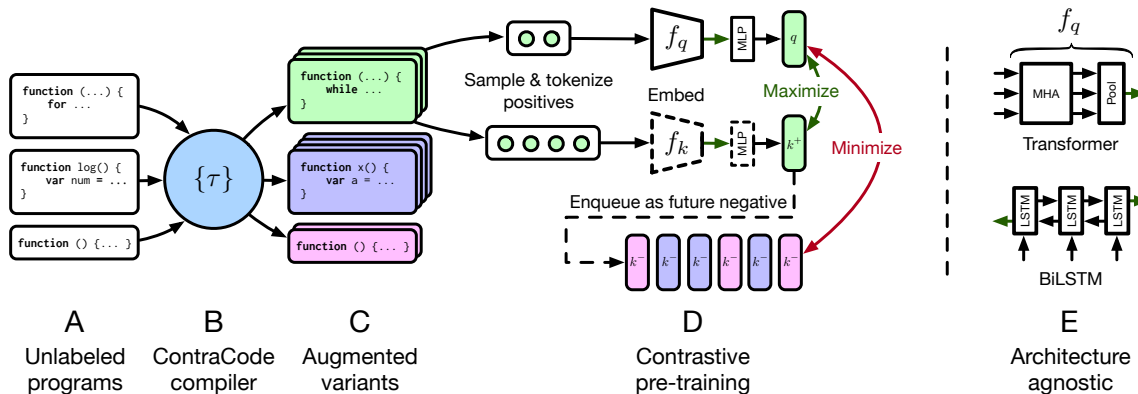 function (...) {
for ...
}
function log() {
var num = ...
}
function () {... }
{τ}
function (...) {
while ...
}
function x() {
var a = ...
}
function () {... }
Sample & tokenize
positives
f_q
MLP
q
Embed
Maximize
f_k
MLP
k⁺
Minimize
Enqueue as future negative
k⁻ k⁻ k⁻ k⁻ k⁻ k⁻
f_q
MHA
Pool
Transformer
LSTM LSTM LSTM
BiLSTM
A
Unlabeled
programs
B
ContraCode
compiler
C
Augmented
variants
D
Contrastive
pre-training
E
Architecture
agnostic